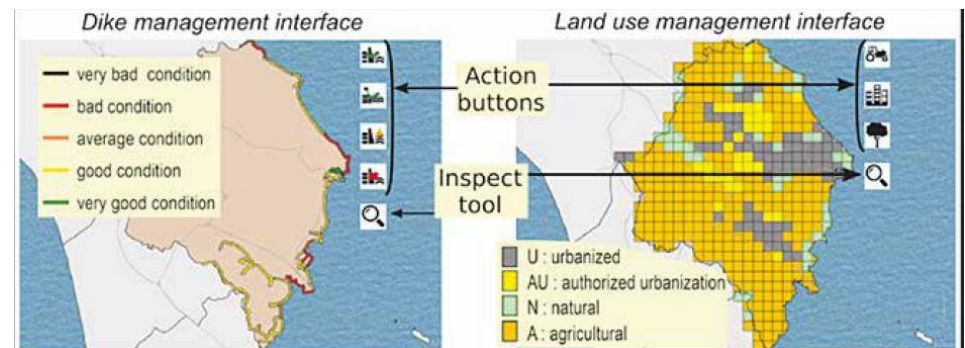 Dike management interface
Land use management interface
very bad condition
bad condition
average condition
good condition
very good condition
Action
buttons
Inspect
tool
U : urbanized
AU : authorized urbanization
N : natural
A : agricultural